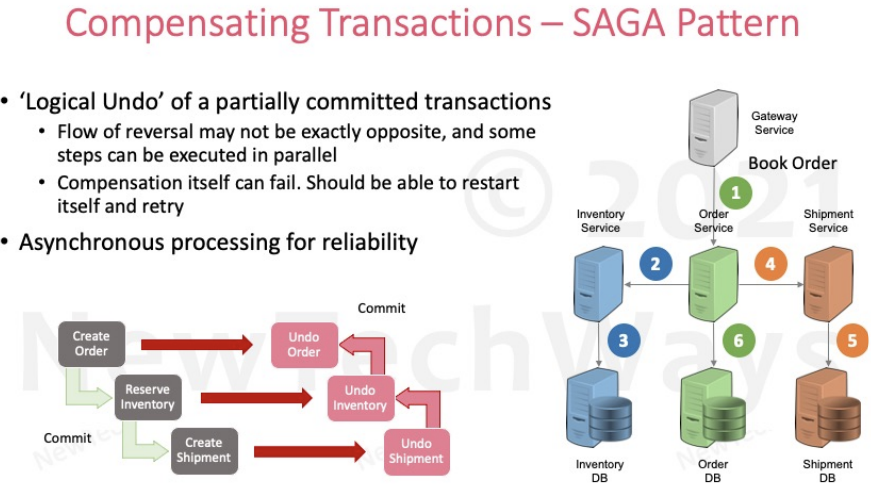 Compensating Transactions – SAGA Pattern
• 'Logical Undo' of a partially committed transactions
• Flow of reversal may not be exactly opposite, and some
steps can be executed in parallel
• Compensation itself can fail. Should be able to restart
itself and retry
• Asynchronous processing for reliability
Commit
Create
Order
Undo
Order
Reserve
Inventory
Undo
Inventory
Commit
Create
Shipment
Undo
Shipment
Gateway
Service
Book Order
1
Inventory
Service
Order
Service
Shipment
Service
2
4
3
6
5
Inventory
DB
Order
DB
Shipment
DB
© 2021
NewTechWays